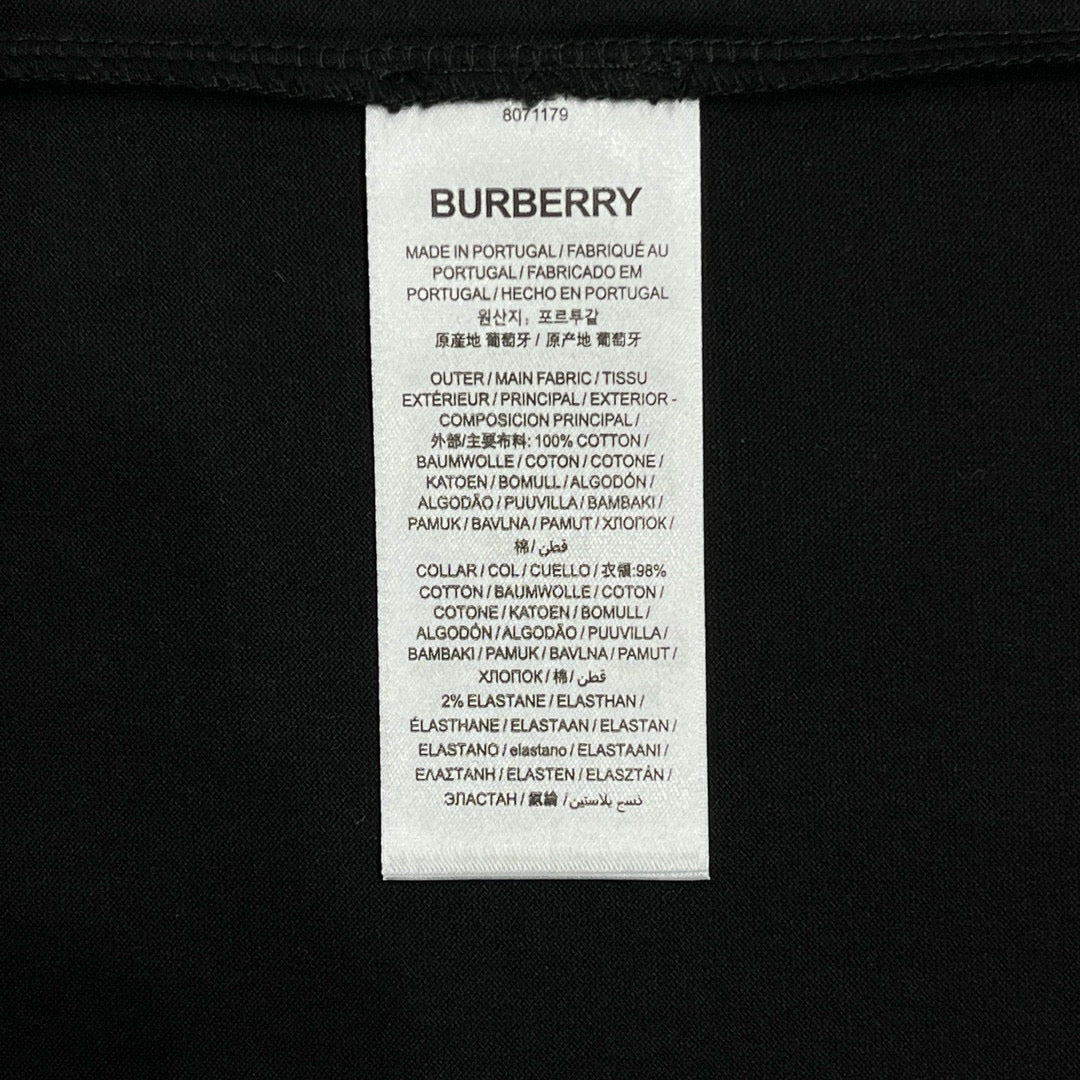 8071179
BURBERRY
MADE IN PORTUGAL / FABRIQUÉ AU
PORTUGAL / FABRICADO EM
PORTUGAL / HECHO EN PORTUGAL
원산지: 포르투갈
原産地 葡萄牙 / 原产地 葡萄牙
OUTER / MAIN FABRIC / TISSU
EXTÉRIEUR / PRINCIPAL / EXTERIOR -
COMPOSICION PRINCIPAL /
外部/主要布料: 100% COTTON /
BAUMWOLLE / COTON / COTONE /
KATOEN / BOMULL / ALGODÓN /
ALGODÃO / PUUVILLA / BAMBAKI /
PAMUK / BAVLNA / PAMUT / ХЛОПОК /
棉 / قطن
COLLAR / COL / CUELLO / 衣領:98%
COTTON / BAUMWOLLE / COTON /
COTONE / KATOEN / BOMULL /
ALGODÓN / ALGODÃO / PUUVILLA /
BAMBAKI / PAMUK / BAVLNA / PAMUT /
ХЛОПОК / 棉 / قطن
2% ELASTANE / ELASTHAN /
ÉLASTHANE / ELASTAAN / ELASTAN /
ELASTANO / elastano / ELASTAANI /
ΕΛΑΣΤΑΝΗ / ELASTEN / ELASZTÁN /
ЭЛАСТАН / 氨綸 / نسج بلاستين